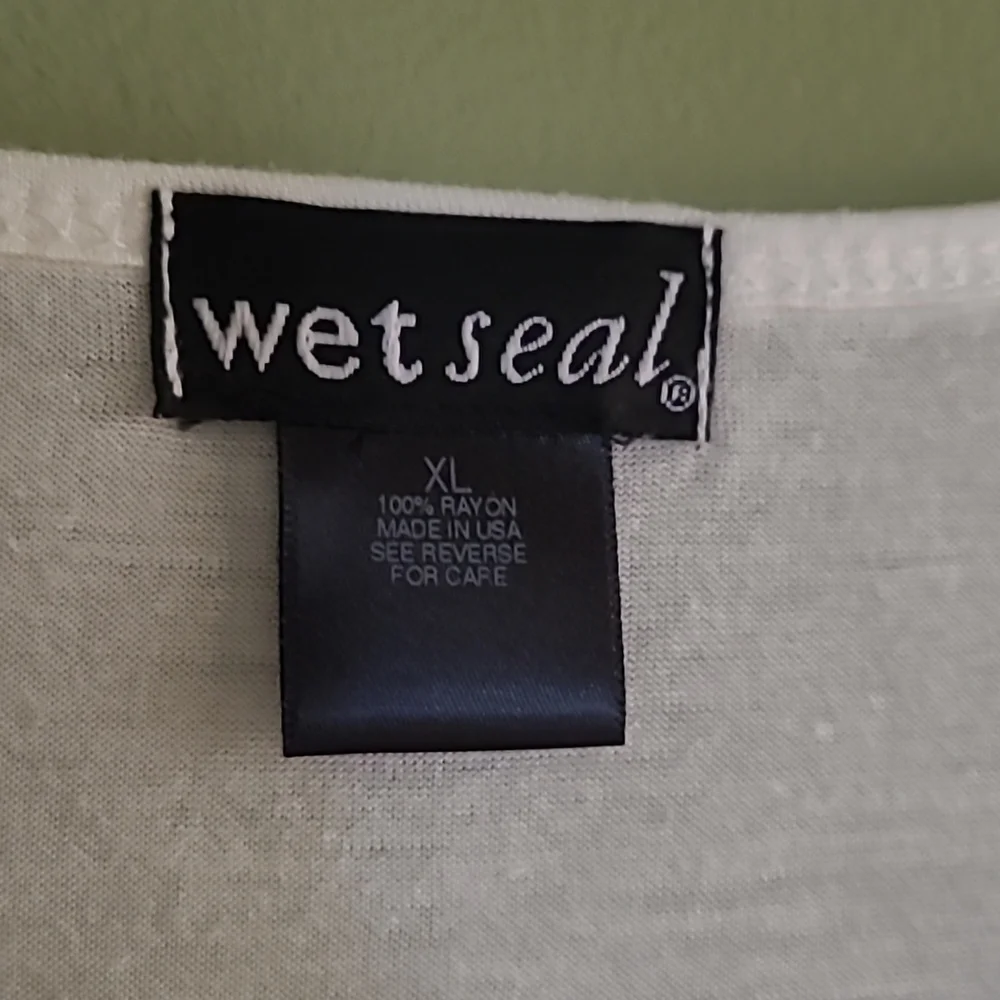 wet seal®
XL
100% RAYON
MADE IN USA
SEE REVERSE
FOR CARE